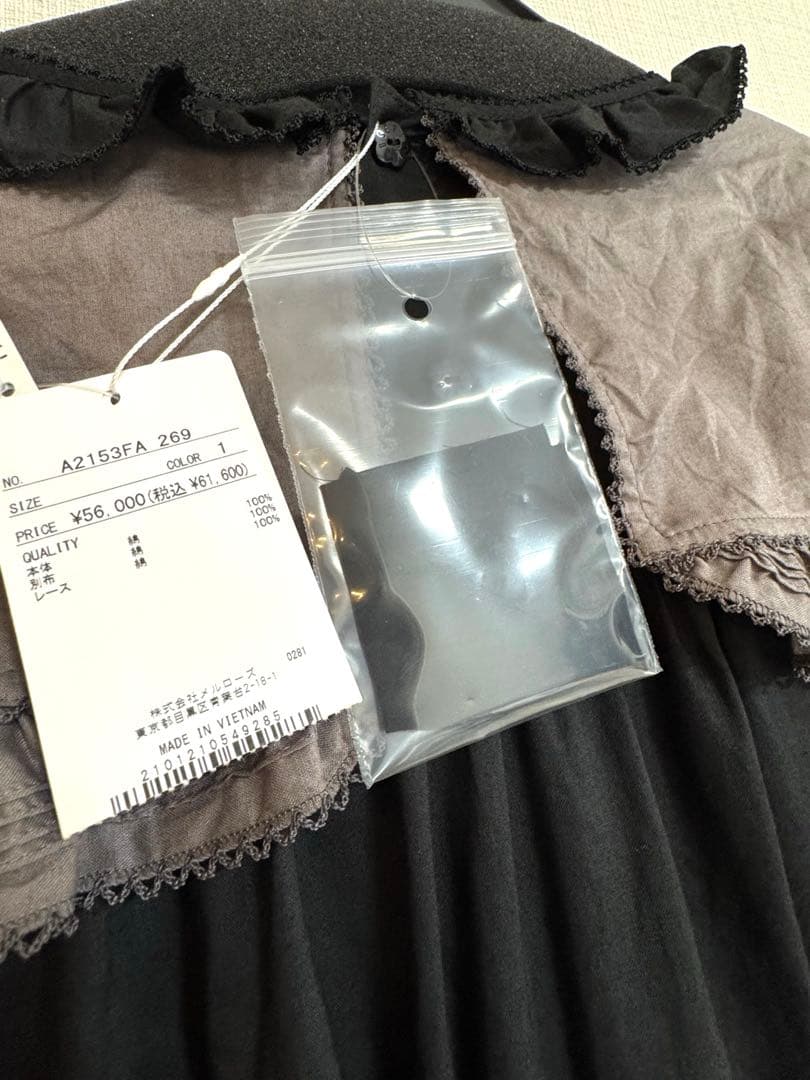 NO. A2153FA 269
SIZE COLOR 1
PRICE ¥56,000(税込 ¥61,600)
QUALITY
本体 綿 100%
別布 綿 100%
レース 綿 100%
0281
株式会社メルローズ
東京都目黒区青葉台2-18-1
MADE IN VIETNAM
2101210549285